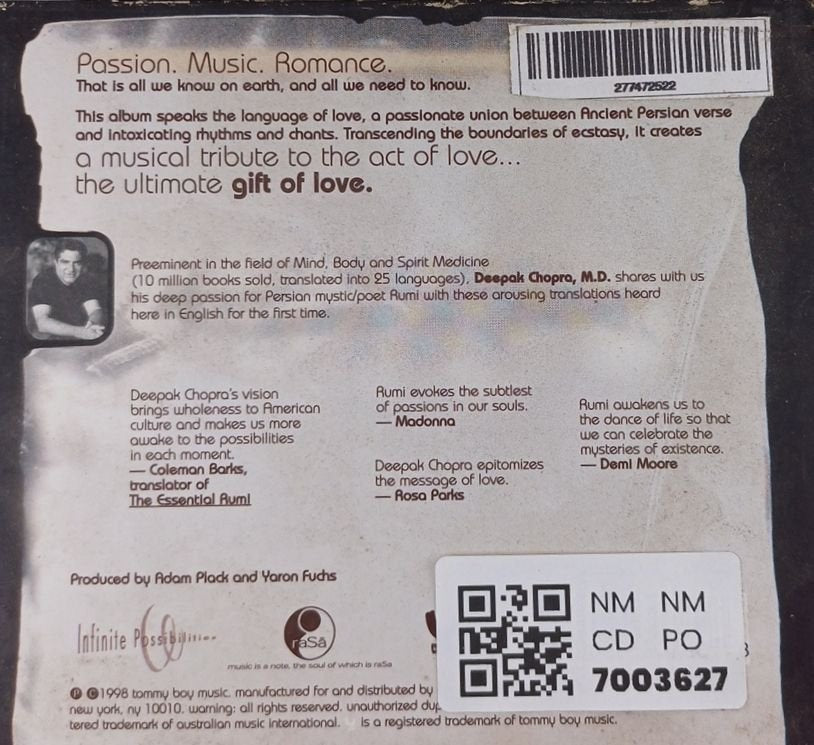 Passion. Music. Romance.
That is all we know on earth, and all we need to know.
277472522
This album speaks the language of love, a passionate union between Ancient Persian verse
and intoxicating rhythms and chants. Transcending the boundaries of ecstasy, it creates
a musical tribute to the act of love...
the ultimate gift of love.
Preeminent in the field of Mind, Body and Spirit Medicine
(10 million books sold, translated into 25 languages), Deepak Chopra, M.D. shares with us
his deep passion for Persian mystic/poet Rumi with these arousing translations heard
here in English for the first time.
Deepak Chopra's vision
brings wholeness to American
culture and makes us more
awake to the possibilities
in each moment.
— Coleman Barks,
translator of
The Essential Rumi
Rumi evokes the subtlest
of passions in our souls.
— Madonna
Deepak Chopra epitomizes
the message of love.
— Rosa Parks
Rumi awakens us to
the dance of life so that
we can celebrate the
mysteries of existence.
— Demi Moore
Produced by Adam Plack and Yaron Fuchs
Infinite Possibilities
raSā
music is a note, the soul of which is raSa
NM NM
CD PO
7003627
℗ ©1998 tommy boy music. manufactured for and distributed by
new york, ny 10010. warning: all rights reserved. unauthorized
tered trademark of australian music international. is a registered trademark of tommy boy music.